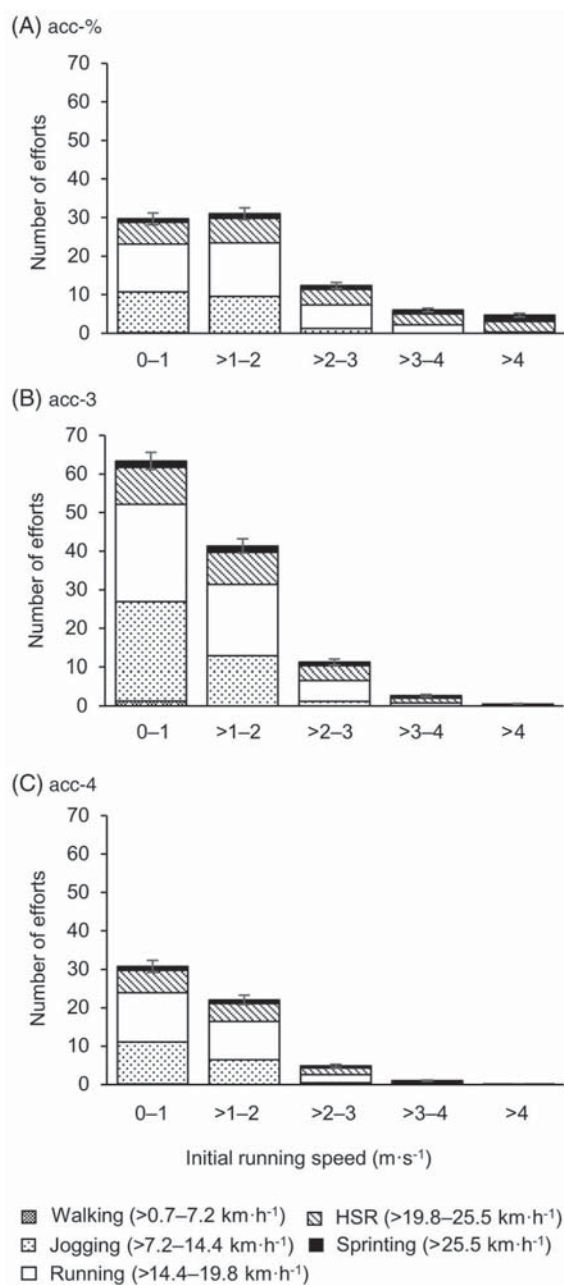 (A) acc-%
70
60
50
40
30
20
10
0
Number of efforts
0–1 >1–2 >2–3 >3–4 >4
(B) acc-3
70
60
50
40
30
20
10
0
Number of efforts
0–1 >1–2 >2–3 >3–4 >4
(C) acc-4
70
60
50
40
30
20
10
0
Number of efforts
0–1 >1–2 >2–3 >3–4 >4
Initial running speed (m·s⁻¹)
Walking (>0.7–7.2 km·h⁻¹) HSR (>19.8–25.5 km·h⁻¹)
Jogging (>7.2–14.4 km·h⁻¹) Sprinting (>25.5 km·h⁻¹)
Running (>14.4–19.8 km·h⁻¹)